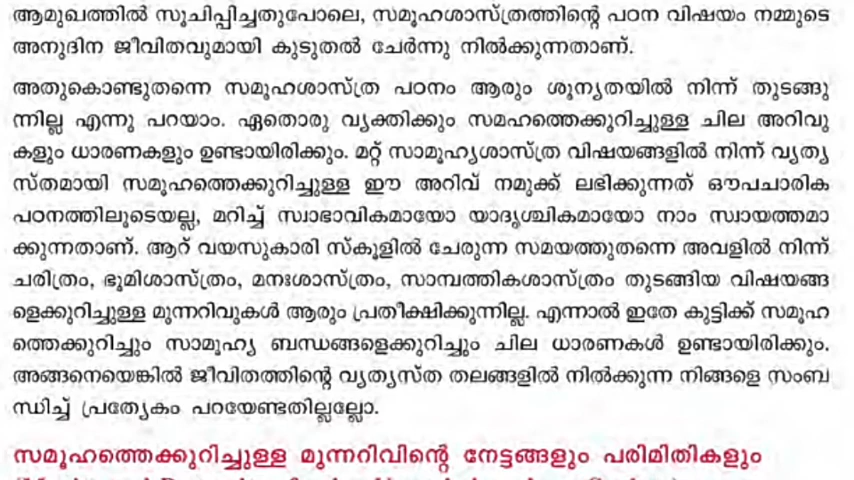 ആമുഖത്തിൽ സൂചിപ്പിച്ചതുപോലെ, സമൂഹശാസ്ത്രത്തിന്റെ പഠന വിഷയം നമ്മുടെ
അനുദിന ജീവിതവുമായി കൂടുതൽ ചേർന്നു നിൽക്കുന്നതാണ്.
അതുകൊണ്ടുതന്നെ സമൂഹശാസ്ത്ര പഠനം ആരും ശൂന്യതയിൽ നിന്ന് തുടങ്ങു
ന്നില്ല എന്നു പറയാം. ഏതൊരു വ്യക്തിക്കും സമഹത്തെക്കുറിച്ചുള്ള ചില അറിവു
കളും ധാരണകളും ഉണ്ടായിരിക്കും. മറ്റ് സാമൂഹ്യശാസ്ത്ര വിഷയങ്ങളിൽ നിന്ന് വ്യത്യ
സ്തമായി സമൂഹത്തെക്കുറിച്ചുള്ള ഈ അറിവ് നമുക്ക് ലഭിക്കുന്നത് ഔപചാരിക
പഠനത്തിലൂടെയല്ല, മറിച്ച് സ്വാഭാവികമായോ യാദൃശ്ചികമായോ നാം സ്വായത്തമാ
ക്കുന്നതാണ്. ആറ് വയസുകാരി സ്കൂളിൽ ചേരുന്ന സമയത്തുതന്നെ അവളിൽ നിന്ന്
ചരിത്രം, ഭൂമിശാസ്ത്രം, മനഃശാസ്ത്രം, സാമ്പത്തികശാസ്ത്രം തുടങ്ങിയ വിഷയങ്ങ
ളെക്കുറിച്ചുള്ള മുന്നറിവുകൾ ആരും പ്രതീക്ഷിക്കുന്നില്ല. എന്നാൽ ഇതേ കുട്ടിക്ക് സമൂഹ
ത്തെക്കുറിച്ചും സാമൂഹ്യ ബന്ധങ്ങളെക്കുറിച്ചും ചില ധാരണകൾ ഉണ്ടായിരിക്കും.
അങ്ങനെയെങ്കിൽ ജീവിതത്തിന്റെ വ്യത്യസ്ത തലങ്ങളിൽ നിൽക്കുന്ന നിങ്ങളെ സംബ
ന്ധിച്ച് പ്രത്യേകം പറയേണ്ടതില്ലല്ലോ.
സമൂഹത്തെക്കുറിച്ചുള്ള മുന്നറിവിന്റെ നേട്ടങ്ങളും പരിമിതികളും